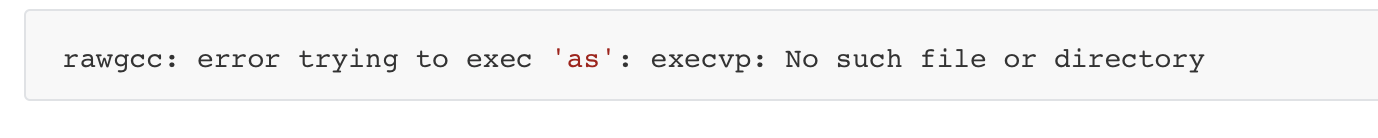 rawgcc: error trying to exec 'as': execvp: No such file or directory